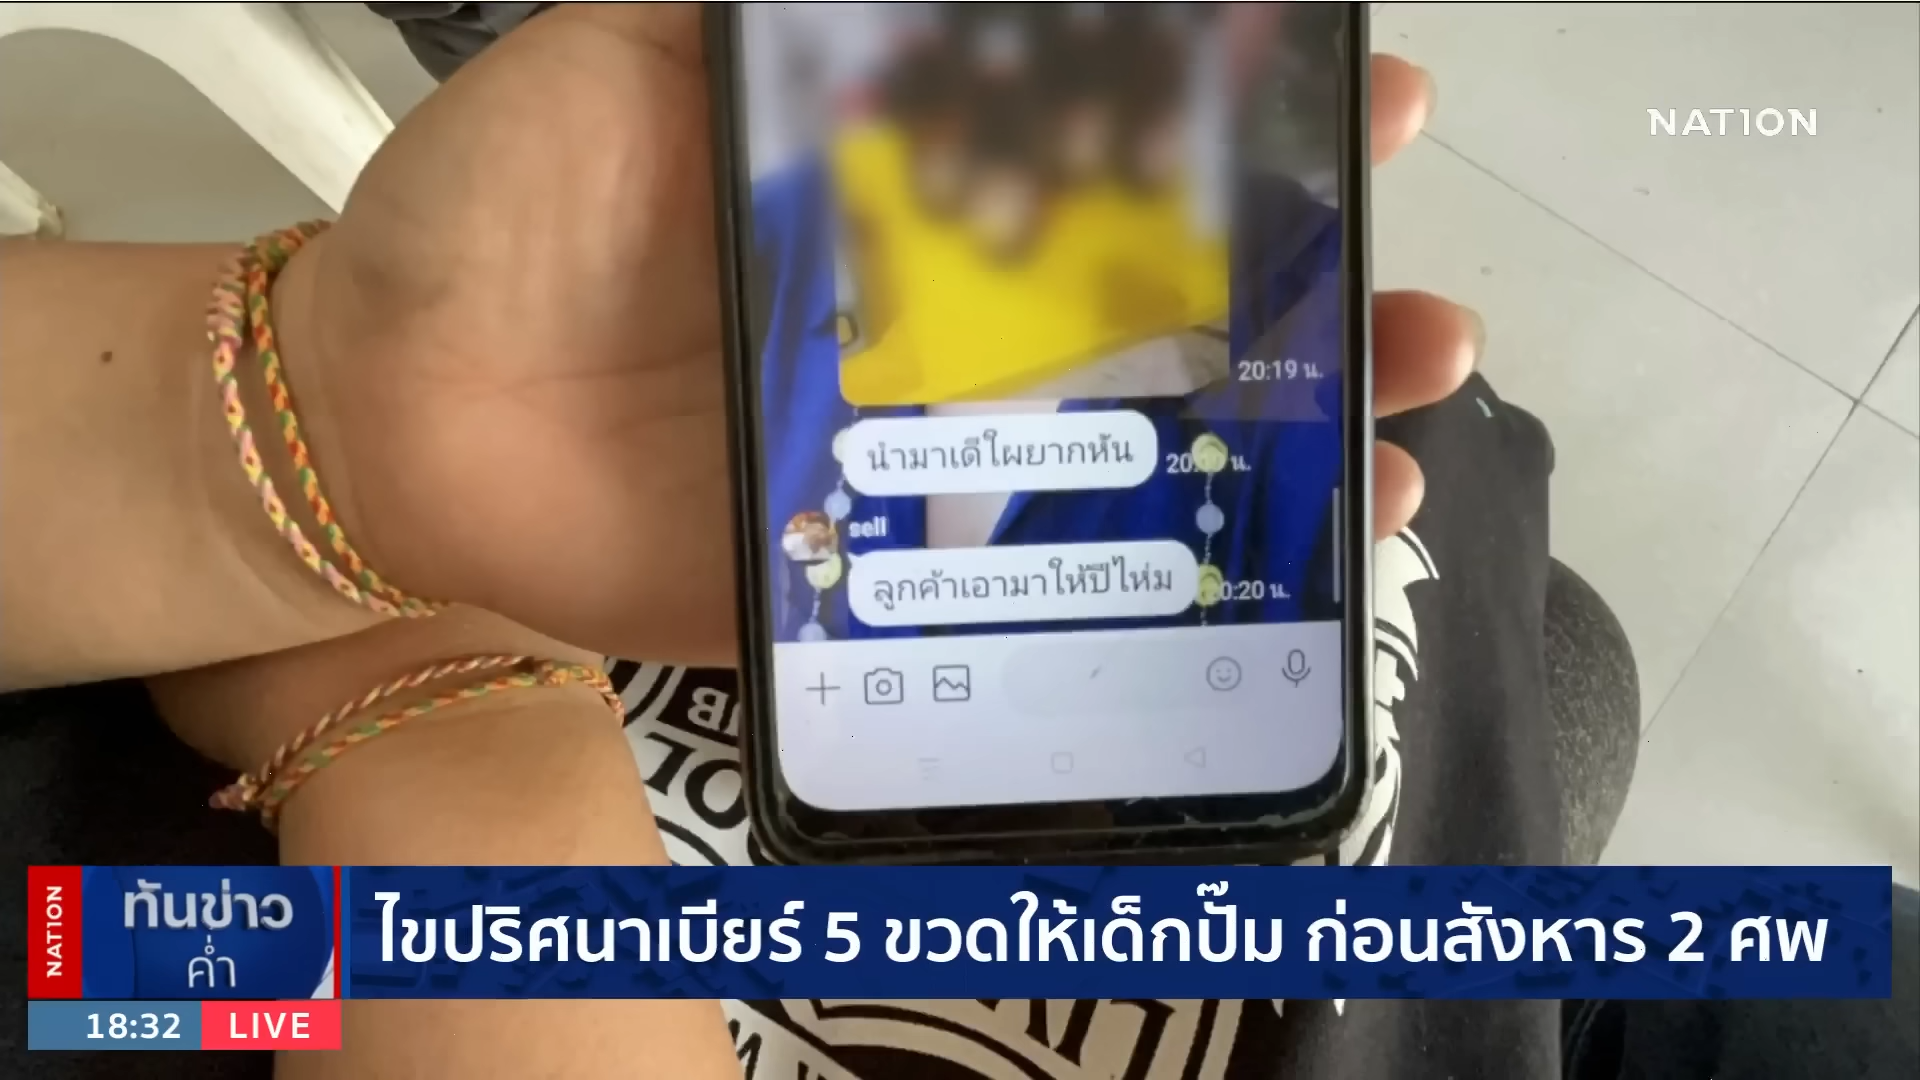 NATION
20:19 น.
นำมาเดีใผยากหัน
sell
ลูกค้าเอามาให้ปีไห่ม
20:20 น.
NATION
ทันข่าว
ค่ำ
ไขปริศนาเบียร์ 5 ขวดให้เด็กปั๊ม ก่อนสังหาร 2 ศพ
18:32 LIVE